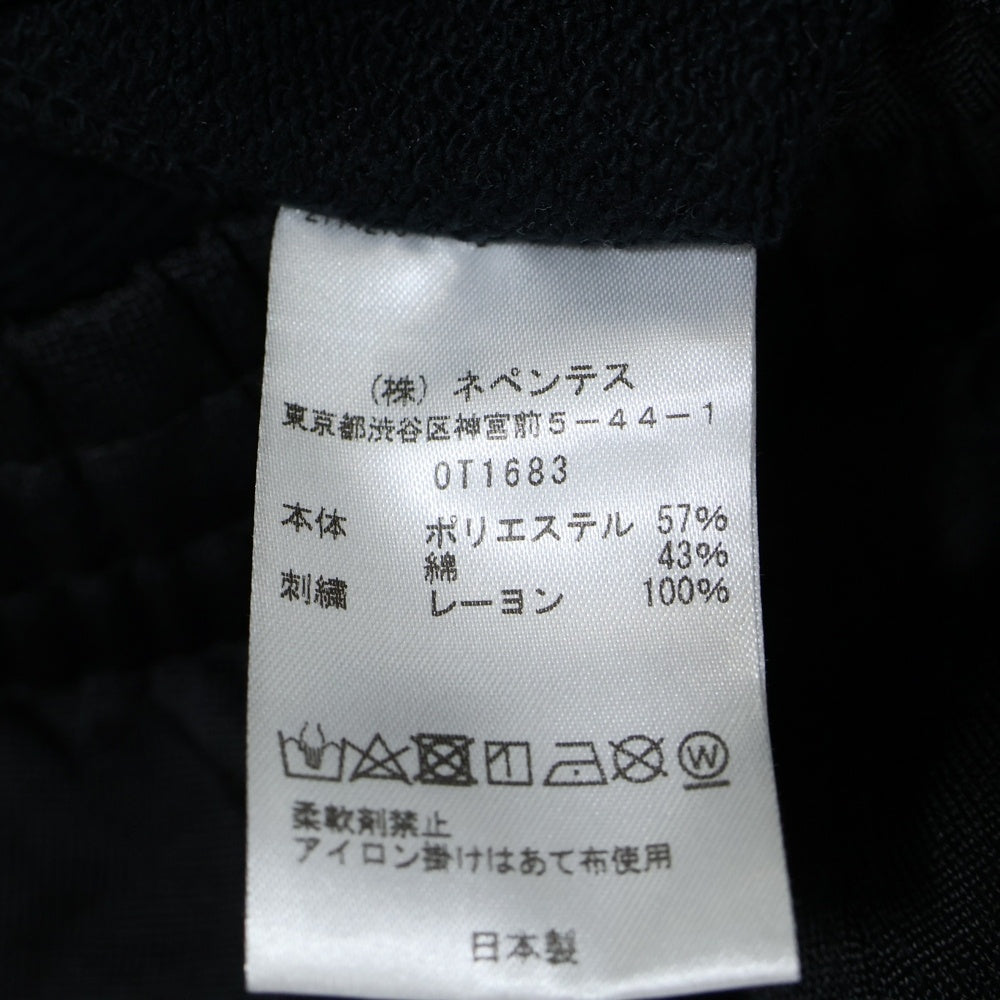 （株）ネペンテス
東京都渋谷区神宮前５－４４－１
OT1683
本体 ポリエステル 57%
綿 43%
刺繍 レーヨン 100%
W
柔軟剤禁止
アイロン掛けはあて布使用
日本製